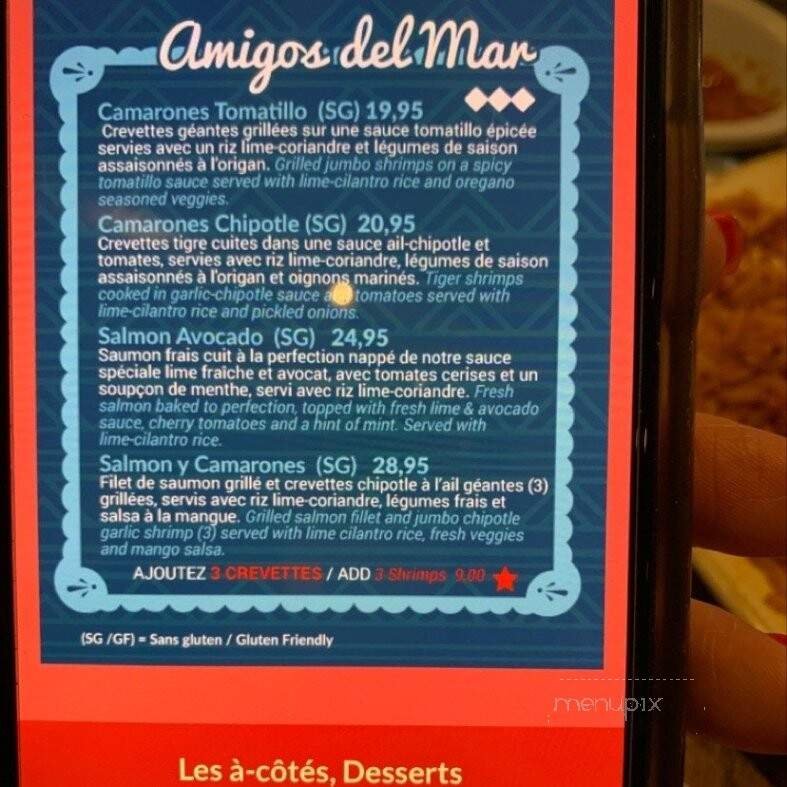 Amigos del Mar
Camarones Tomatillo (SG) 19,95
Crevettes géantes grillées sur une sauce tomatillo épicée
servies avec un riz lime-coriandre et légumes de saison
assaisonnés à l'origan. Grilled jumbo shrimps on a spicy
tomatillo sauce served with lime-cilantro rice and oregano
seasoned veggies.
Camarones Chipotle (SG) 20,95
Crevettes tigre cuites dans une sauce ail-chipotle et
tomates, servies avec riz lime-coriandre, légumes de saison
assaisonnés à l'origan et oignons marinés. Tiger shrimps
cooked in garlic-chipotle sauce tomatoes served with
lime-cilantro rice and pickled onions.
Salmon Avocado (SG) 24,95
Saumon frais cuit à la perfection nappé de notre sauce
spéciale lime fraîche et avocat, avec tomates cerises et un
soupçon de menthe, servi avec riz lime-coriandre. Fresh
salmon baked to perfection, topped with fresh lime & avocado
sauce, cherry tomatoes and a hint of mint. Served with
lime-cilantro rice.
Salmon y Camarones (SG) 28,95
Filet de saumon grillé et crevettes chipotle à l'ail géantes (3)
grillées, servis avec riz lime-coriandre, légumes frais et
salsa à la mangue. Grilled salmon fillet and jumbo chipotle
garlic shrimp (3) served with lime cilantro rice, fresh veggies
and mango salsa.
AJOUTEZ 3 CREVETTES / ADD 3 Shrimps 9.00
(SG /GF) = Sans gluten / Gluten Friendly
menupix
Les à-côtés, Desserts